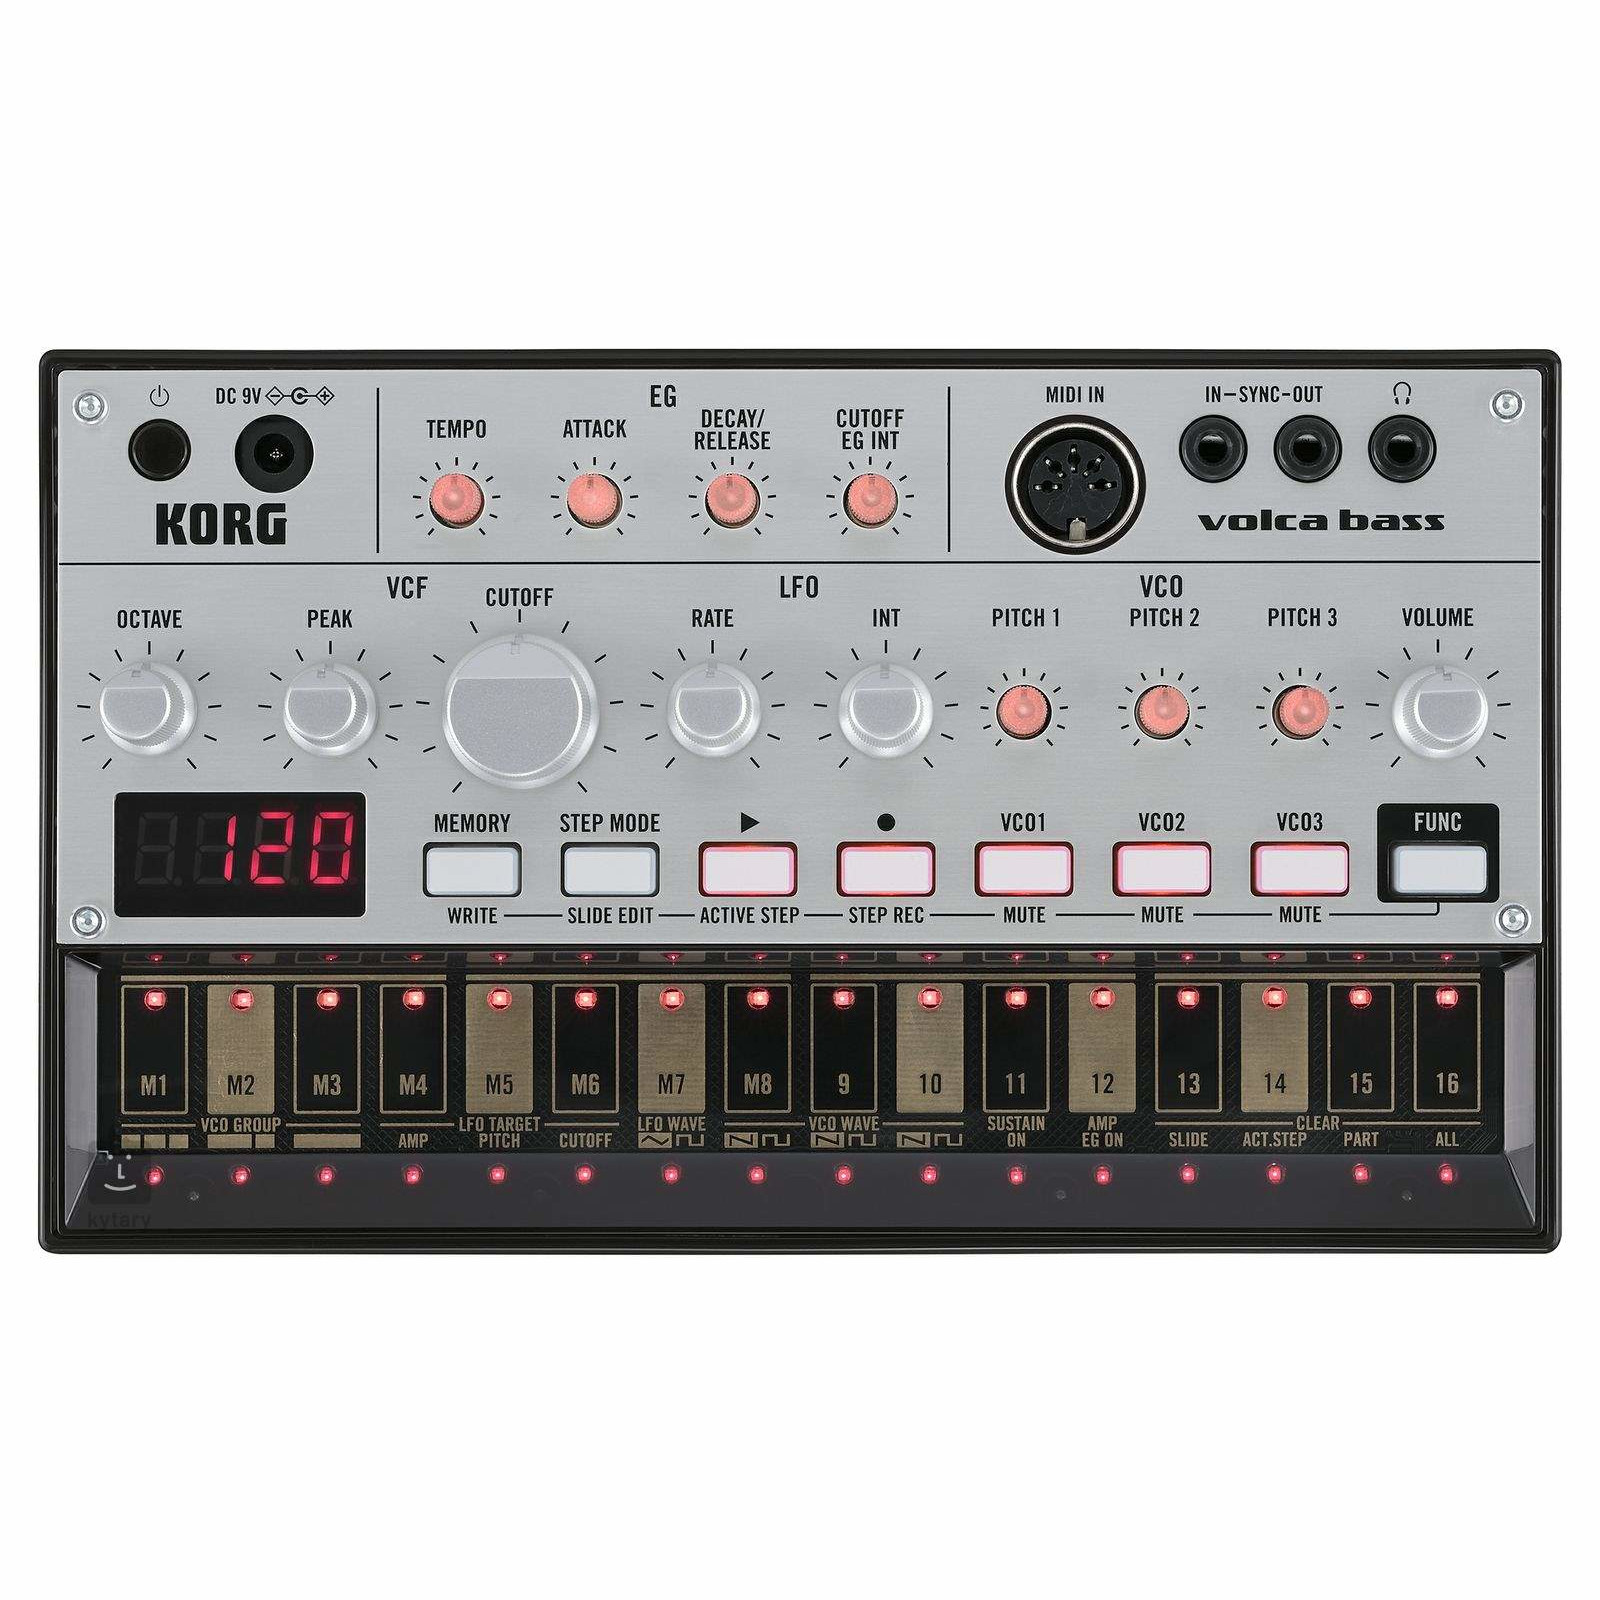 DC 9V
KORG
EG
TEMPO
ATTACK
DECAY/
RELEASE
CUTOFF
EG INT
MIDI IN
IN-SYNC-OUT
volca bass
VCF
LFO
VCO
OCTAVE
PEAK
CUTOFF
RATE
INT
PITCH 1
PITCH 2
PITCH 3
VOLUME
120
MEMORY
STEP MODE
VCO1
VCO2
VCO3
FUNC
WRITE
SLIDE EDIT
ACTIVE STEP
STEP REC
MUTE
MUTE
MUTE
M1
M2
M3
M4
M5
M6
M7
M8
9
10
11
12
13
14
15
16
VCO GROUP
LFO TARGET
AMP
PITCH
CUTOFF
LFO WAVE
VCO WAVE
SUSTAIN
ON
AMP
EG ON
CLEAR
SLIDE
ACT.STEP
PART
ALL
kytary